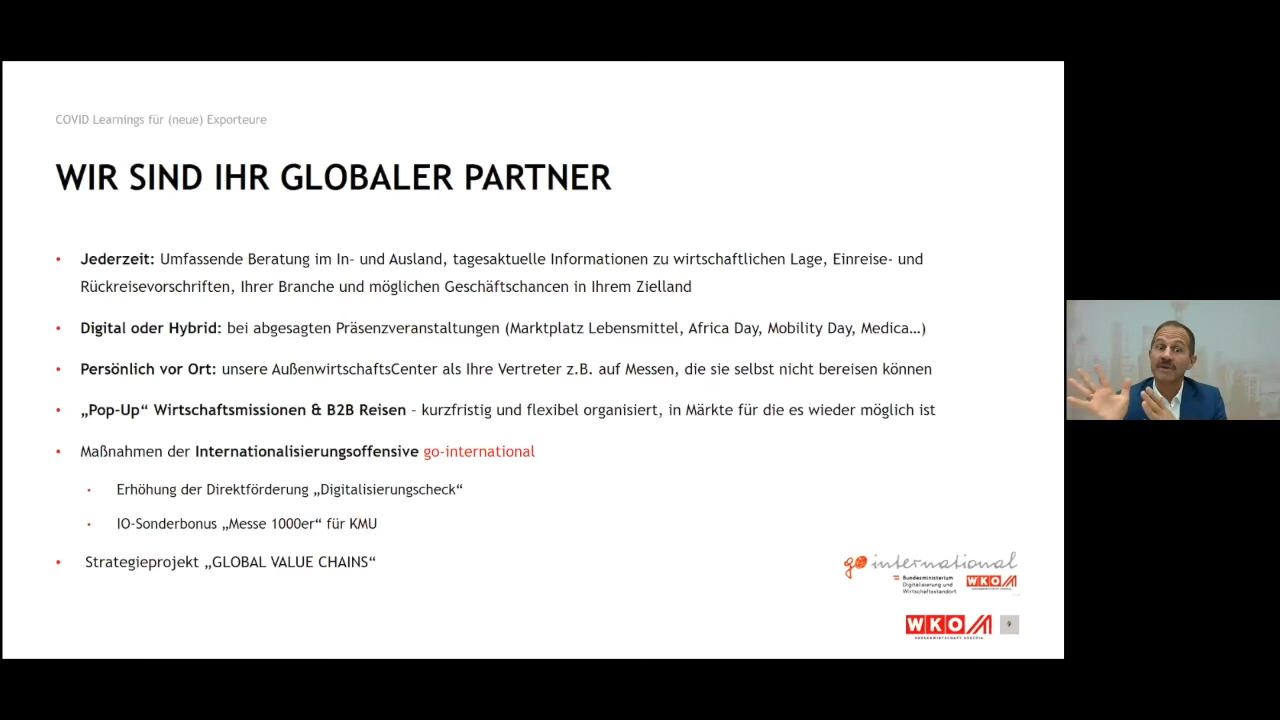 COVID Learnings für (neue) Exporteure
WIR SIND IHR GLOBALER PARTNER
• Jederzeit: Umfassende Beratung im In- und Ausland, tagesaktuelle Informationen zu wirtschaftlichen Lage, Einreise- und
Rückreisevorschriften, Ihrer Branche und möglichen Geschäftschancen in Ihrem Zielland
• Digital oder Hybrid: bei abgesagten Präsenzveranstaltungen (Marktplatz Lebensmittel, Africa Day, Mobility Day, Medica…)
• Persönlich vor Ort: unsere AußenwirtschaftsCenter als Ihre Vertreter z.B. auf Messen, die sie selbst nicht bereisen können
• „Pop-Up“ Wirtschaftsmissionen & B2B Reisen – kurzfristig und flexibel organisiert, in Märkte für die es wieder möglich ist
• Maßnahmen der Internationalisierungsoffensive go-international
• Erhöhung der Direktförderung „Digitalisierungscheck“
• IO-Sonderbonus „Messe 1000er“ für KMU
• Strategieprojekt „GLOBAL VALUE CHAINS“
go international
Bundesministerium
Digitalisierung und
Wirtschaftsstandort
WKO
WKO
AUSSENWIRTSCHAFT AUSTRIA
9